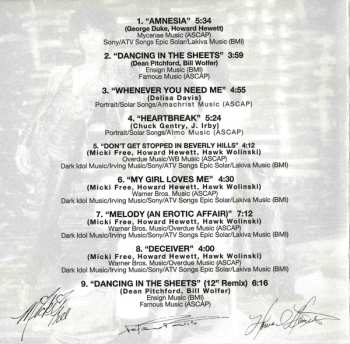 1. “AMNESIA” 5:34
(George Duke, Howard Hewett)
Mycenae Music (ASCAP)
Sony/ATV Songs Epic Solar/Lakiva Music (BMI)
2. “DANCING IN THE SHEETS” 3:59
(Dean Pitchford, Bill Wolfer)
Ensign Music (BMI)
Famous Music (ASCAP)
3. “WHENEVER YOU NEED ME” 4:55
(Delisa Davis)
Portrait/Solar Songs/Amachrist Music (ASCAP)
4. “HEARTBREAK” 5:24
(Chuck Gentry, J. Irby)
Portrait/Solar Songs/Almo Music (ASCAP)
5. “DON'T GET STOPPED IN BEVERLY HILLS” 4:12
(Micki Free, Howard Hewett, Hawk Wolinski)
Overdue Music/WB Music (ASCAP)
Dark Idol Music/Irving Music/Sony/ATV Songs Epic Solar/Lakiva Music (BMI)
6. “MY GIRL LOVES ME” 4:30
(Micki Free, Howard Hewett, Hawk Wolinski)
Warner Bros. Music (ASCAP)
Dark Idol Music/Irving Music/Sony/ATV Songs Epic Solar/Lakiva Music (BMI)
7. “MELODY (AN EROTIC AFFAIR)” 7:12
(Micki Free, Howard Hewett, Hawk Wolinski)
Warner Bros. Music/Overdue Music (ASCAP)
Dark Idol Music/Irving Music/Sony/ATV Songs Epic Solar/Lakiva Music (BMI)
8. “DECEIVER” 4:00
(Micki Free, Howard Hewett, Hawk Wolinski)
Warner Bros. Music/Overdue Music (ASCAP)
Dark Idol Music/Irving Music/Sony/ATV Songs Epic Solar/Lakiva Music (BMI)
9. “DANCING IN THE SHEETS” (12” Remix) 6:16
(Dean Pitchford, Bill Wolfer)
Ensign Music (BMI)
Famous Music (ASCAP)